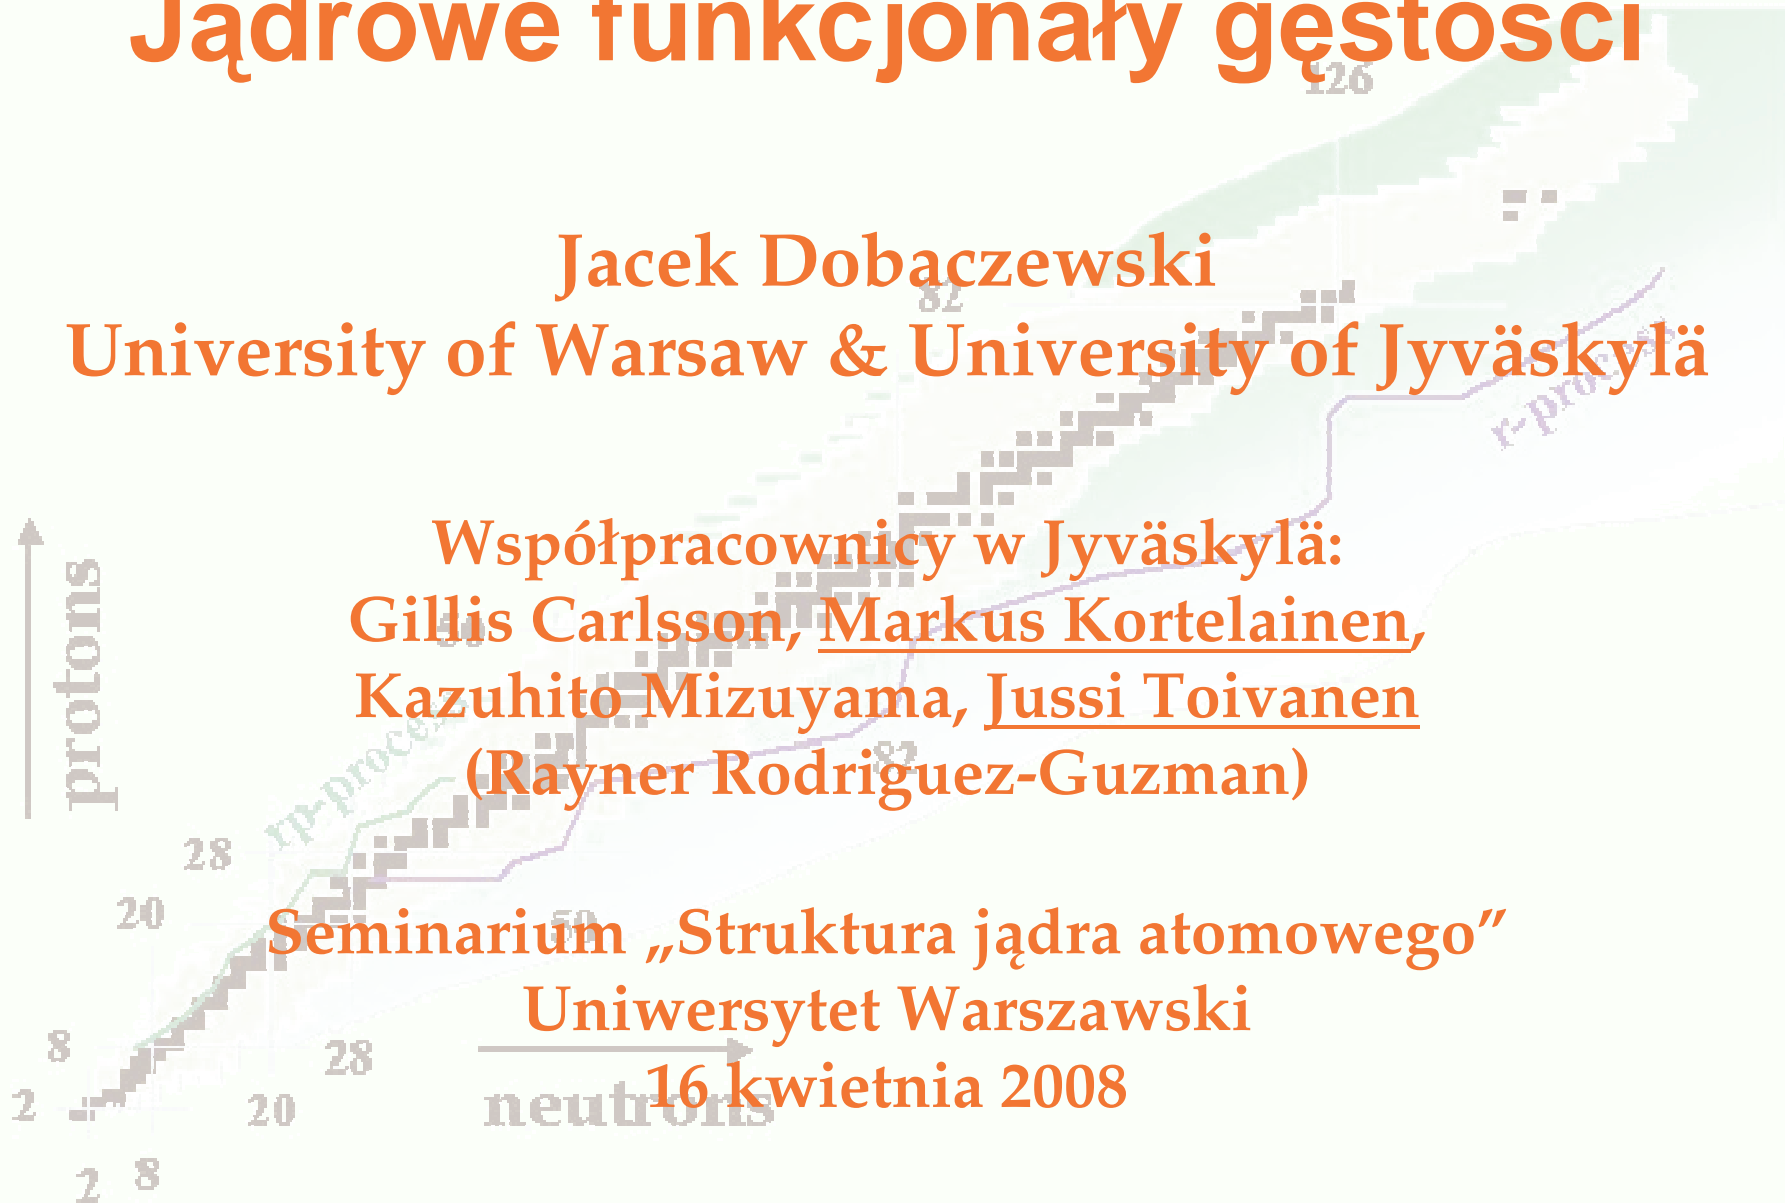 Jądrowe funkcjonały gęstości
126
Jacek Dobaczewski
82
University of Warsaw & University of Jyväskylä
r-process
Współpracownicy w Jyväskylä:
Gillis Carlsson, Markus Kortelainen,
50
protons
Kazuhito Mizuyama, Jussi Toivanen
82
(Rayner Rodriguez-Guzman)
rp-process
28
20
50
Seminarium „Struktura jądra atomowego”
Uniwersytet Warszawski
8
28
16 kwietnia 2008
2
20
neutrons
2
8